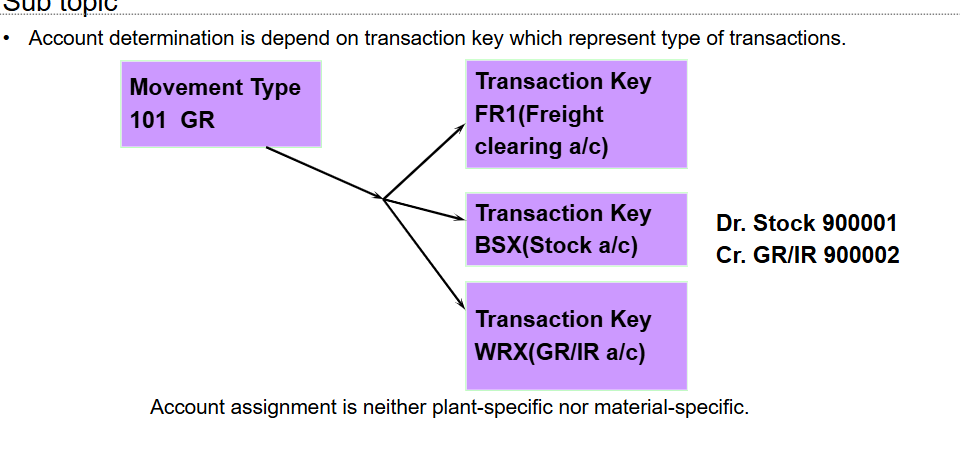 Sub topic
• Account determination is depend on transaction key which represent type of transactions.
Movement Type
101 GR
Transaction Key
FR1(Freight
clearing a/c)
Transaction Key
BSX(Stock a/c)
Dr. Stock 900001
Cr. GR/IR 900002
Transaction Key
WRX(GR/IR a/c)
Account assignment is neither plant-specific nor material-specific.